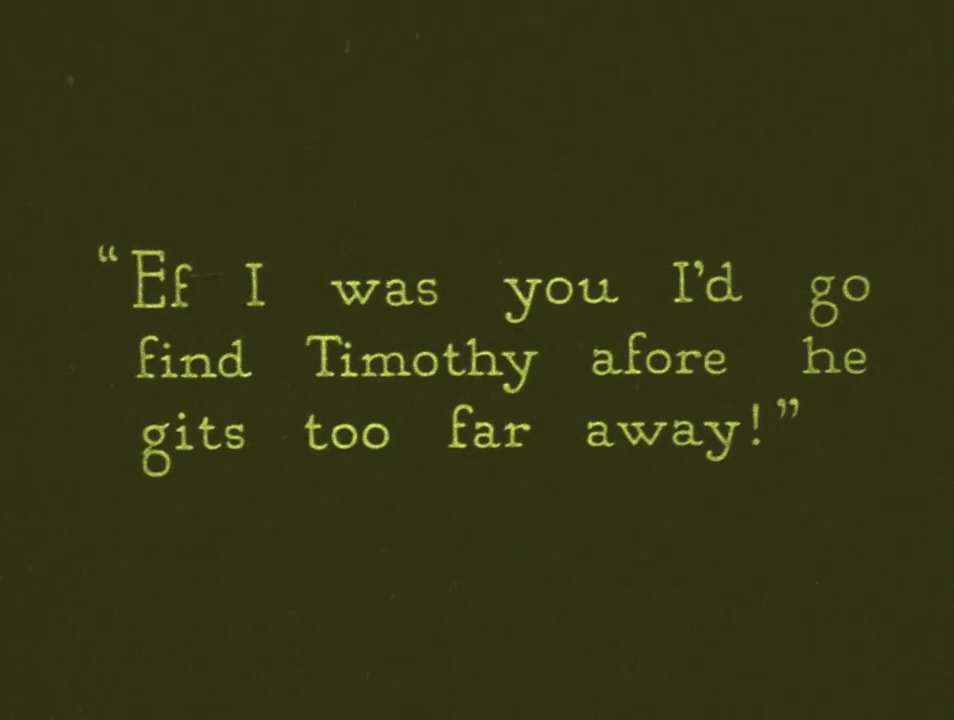 “Ef I was you I’d go
find Timothy afore he
gits too far away!”